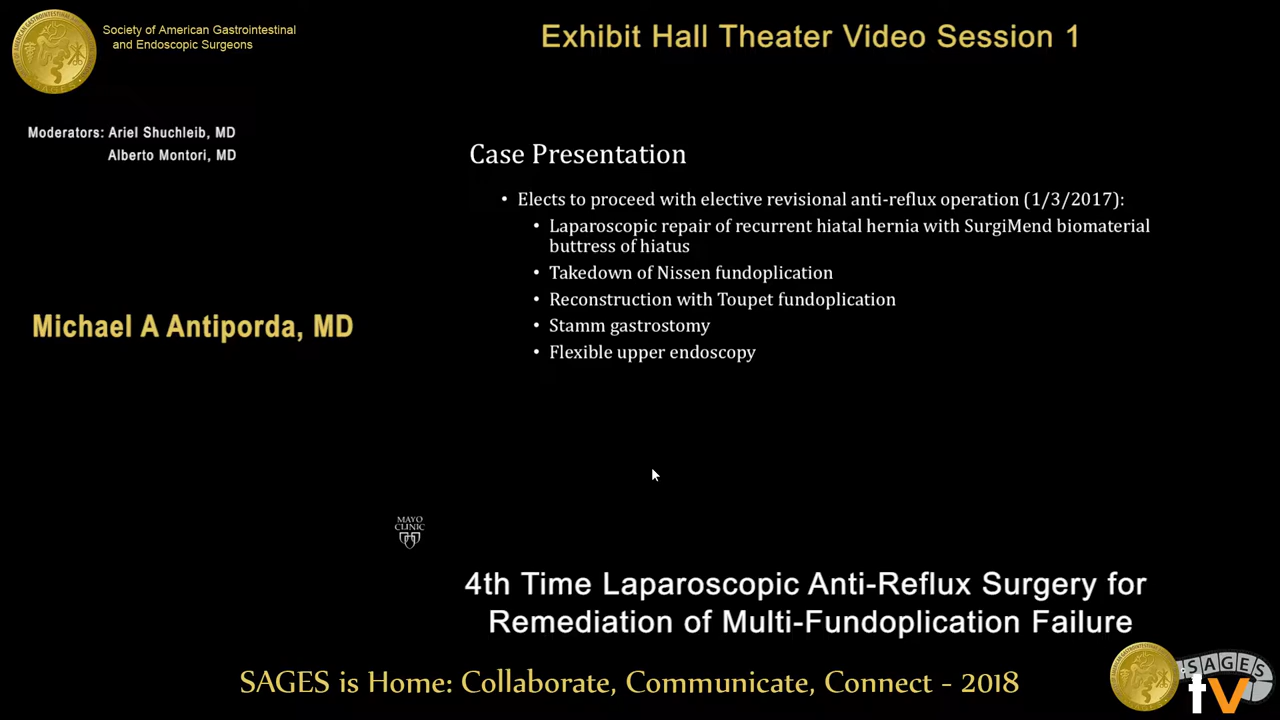 Society of American Gastrointestinal
and Endoscopic Surgeons
Exhibit Hall Theater Video Session 1
Moderators: Ariel Shuchleib, MD
Alberto Montori, MD
Case Presentation
• Elects to proceed with elective revisional anti-reflux operation (1/3/2017):
• Laparoscopic repair of recurrent hiatal hernia with SurgiMend biomaterial
buttress of hiatus
• Takedown of Nissen fundoplication
• Reconstruction with Toupet fundoplication
• Stamm gastrostomy
• Flexible upper endoscopy
Michael A Antiporda, MD
MAYO
CLINIC
4th Time Laparoscopic Anti-Reflux Surgery for
Remediation of Multi-Fundoplication Failure
SAGES is Home: Collaborate, Communicate, Connect - 2018
SAGES
tv